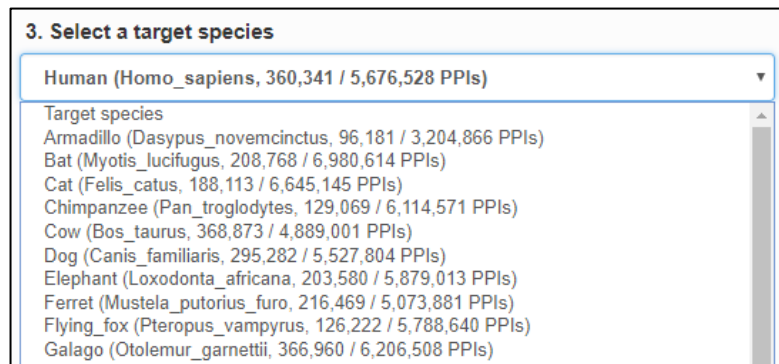 3. Select a target species
Human (Homo_sapiens, 360,341 / 5,676,528 PPIs)
Target species
Armadillo (Dasypus_novemcinctus, 96,181 / 3,204,866 PPIs)
Bat (Myotis_lucifugus, 208,768 / 6,980,614 PPIs)
Cat (Felis_catus, 188,113 / 6,645,145 PPIs)
Chimpanzee (Pan_troglodytes, 129,069 / 6,114,571 PPIs)
Cow (Bos_taurus, 368,873 / 4,889,001 PPIs)
Dog (Canis_familiaris, 295,282 / 5,527,804 PPIs)
Elephant (Loxodonta_africana, 203,580 / 5,879,013 PPIs)
Ferret (Mustela_putorius_furo, 216,469 / 5,073,881 PPIs)
Flying_fox (Pteropus_vampyrus, 126,222 / 5,788,640 PPIs)
Galago (Otolemur_garnettii, 366,960 / 6,206,508 PPIs)